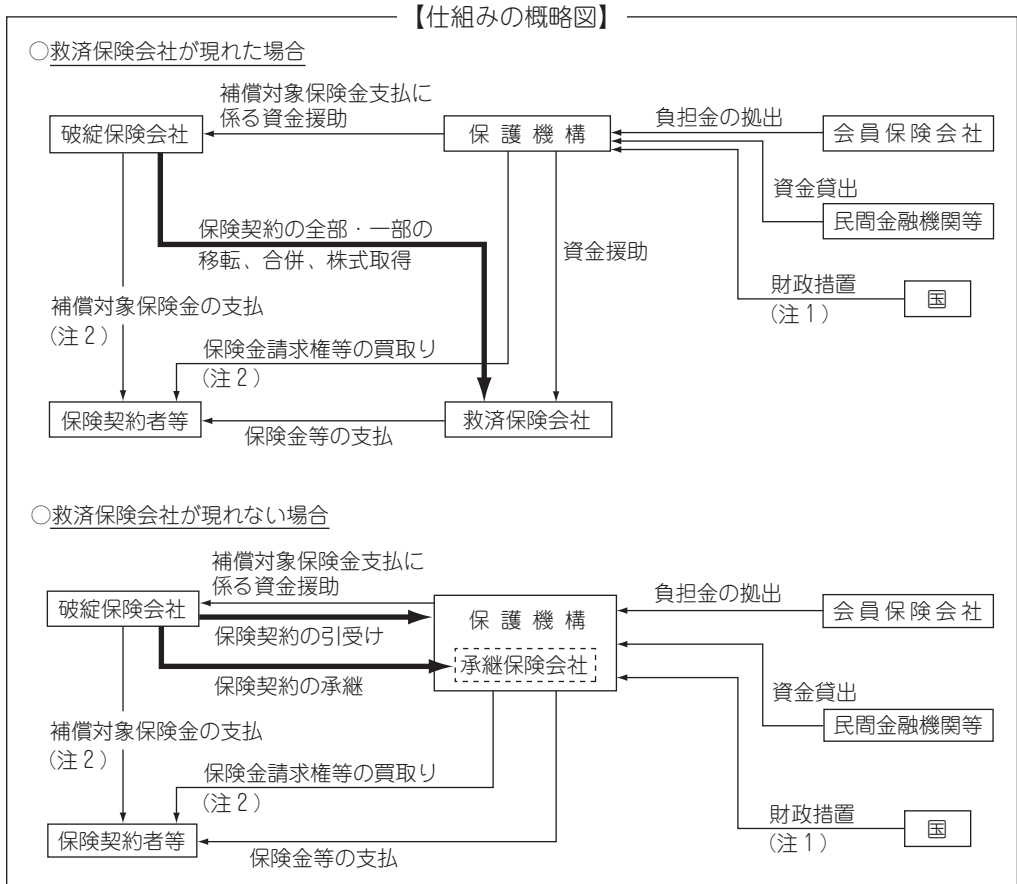 【仕組みの概略図】
○救済保険会社が現れた場合
補償対象保険金支払に
係る資金援助
破綻保険会社
保護機構
負担金の拠出
会員保険会社
資金貸出
民間金融機関等
保険契約の全部・一部の
移転、合併、株式取得
資金援助
財政措置
(注1)
国
補償対象保険金の支払
(注2)
保険金請求権等の買取り
(注2)
保険契約者等
保険金等の支払
救済保険会社
○救済保険会社が現れない場合
補償対象保険金支払に
係る資金援助
破綻保険会社
保険契約の引受け
保護機構
承継保険会社
保険契約の承継
負担金の拠出
会員保険会社
資金貸出
民間金融機関等
補償対象保険金の支払
(注2)
保険金請求権等の買取り
(注2)
財政措置
(注1)
国
保険契約者等
保険金等の支払